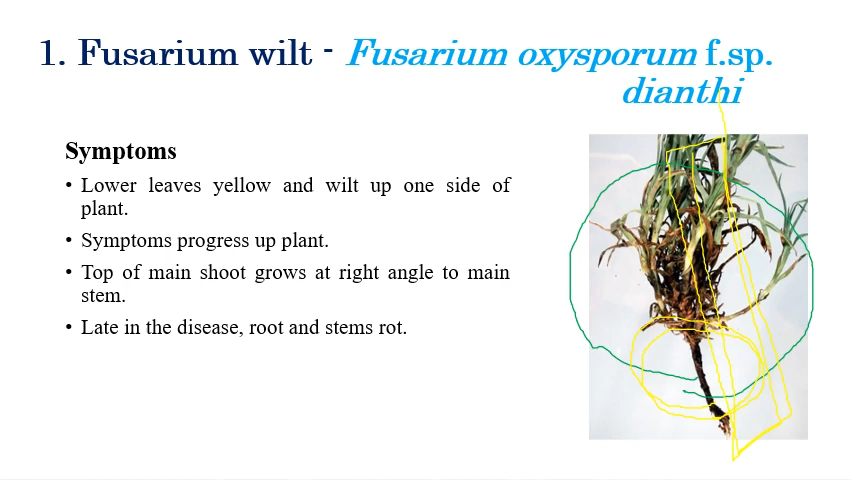 1. Fusarium wilt - Fusarium oxysporum f.sp.
dianthi
Symptoms
• Lower leaves yellow and wilt up one side of
plant.
• Symptoms progress up plant.
• Top of main shoot grows at right angle to main
stem.
• Late in the disease, root and stems rot.